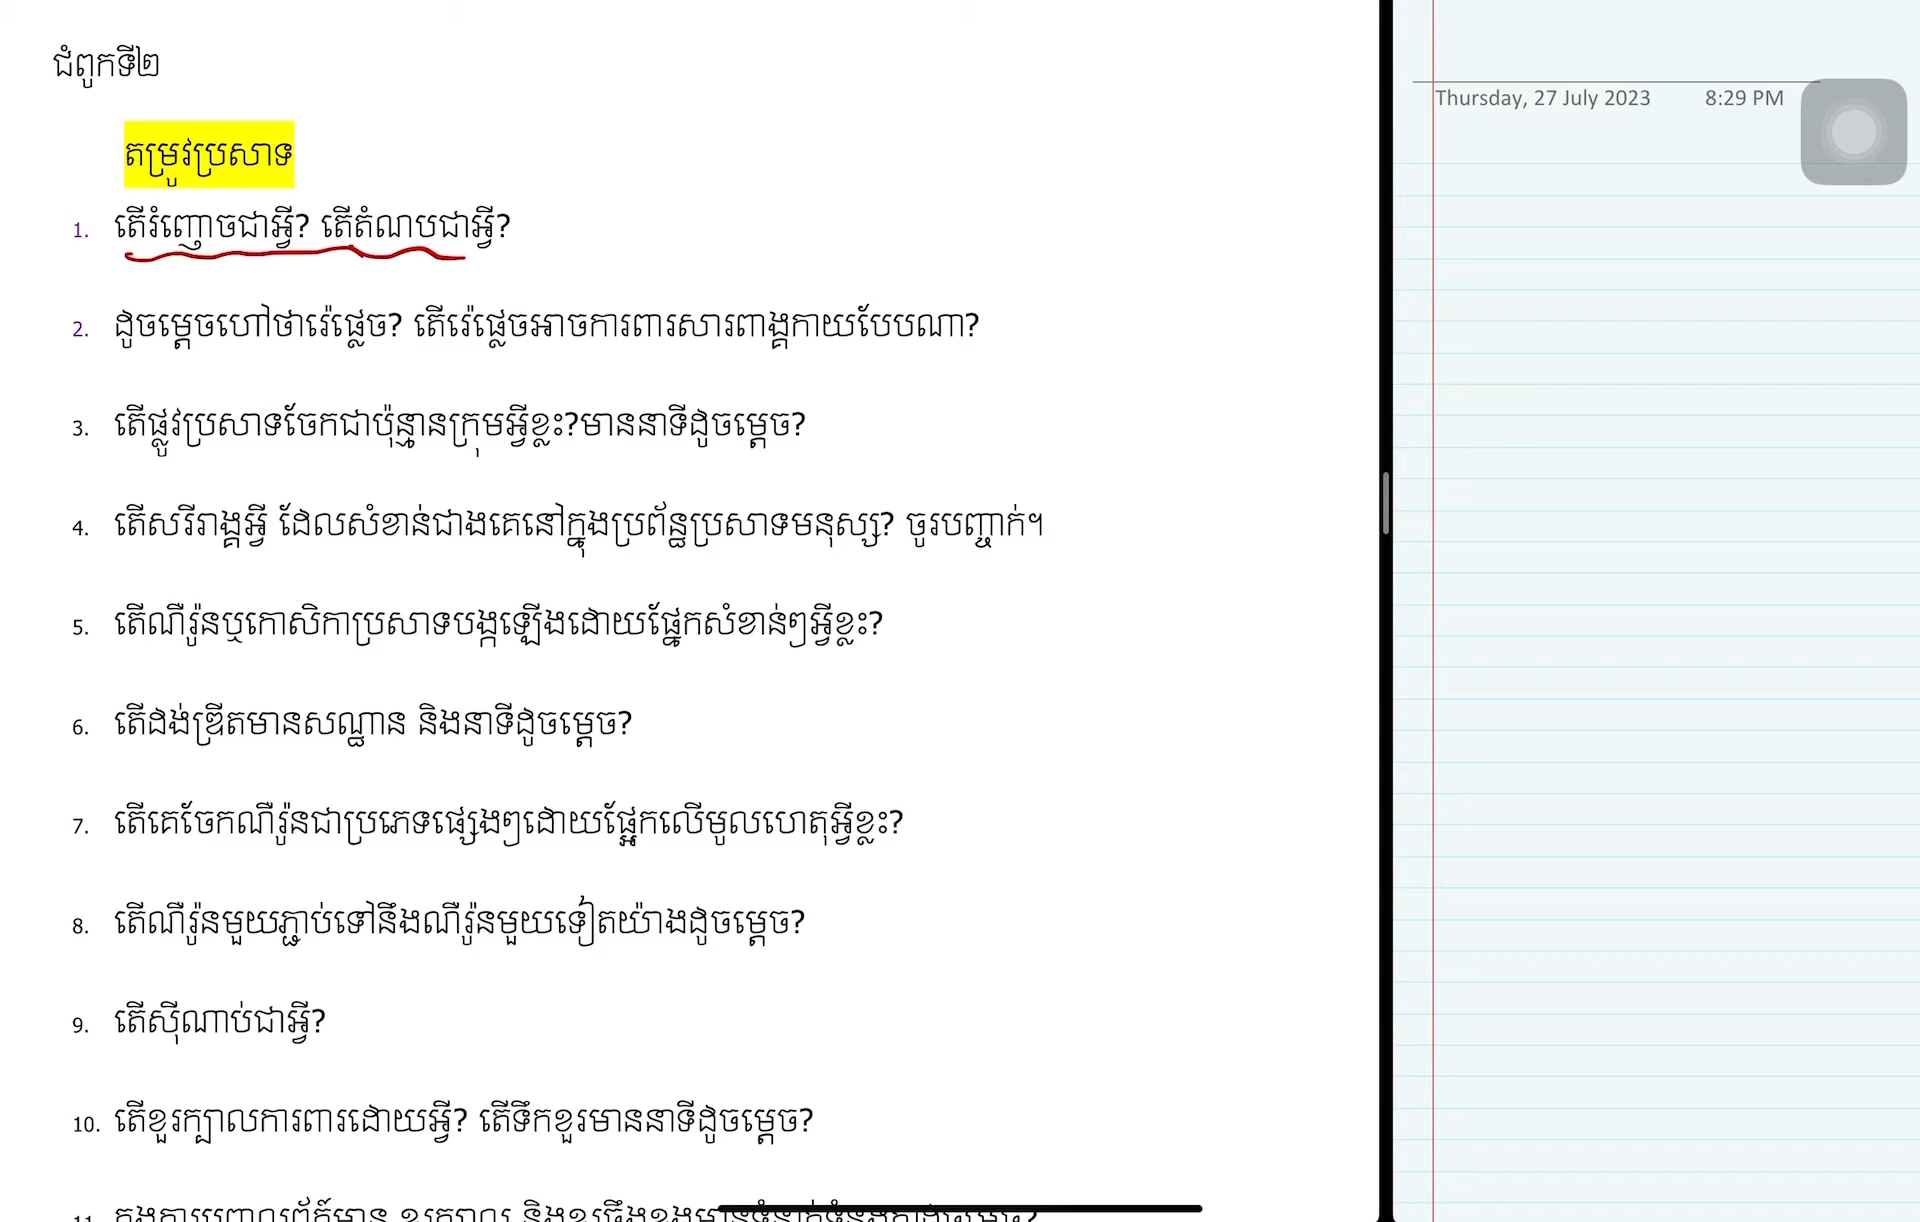 ជំពូកទី២
តម្រូវប្រសាទ
1. តើរំញោចជាអ្វី? តើតំណបជាអ្វី?
2. ដូចម្តេចហៅថារ៉េផ្លេច? តើរ៉េផ្លេចអាចការពារសារពាង្គកាយបែបណា?
3. តើផ្លូវប្រសាទចែកជាប៉ុន្មានក្រុមអ្វីខ្លះ?មាននាទីដូចម្តេច?
4. តើសរីរាង្គអ្វី ដែលសំខាន់ជាងគេនៅក្នុងប្រព័ន្ឋប្រសាទមនុស្ស? ចូរបញ្ចាក់។
5. តើណឺរ៉ូនឬកោសិកាប្រសាទបង្កឡើងដោយផ្នែកសំខាន់ៗអ្វីខ្លះ?
6. តើដង់ឌ្រីតមានសណ្ឋាន និងនាទីដូចម្តេច?
7. តើគេចែកណឺរ៉ូនជាប្រភេទផ្សេងៗដោយផ្អែកលើមូលហេតុអ្វីខ្លះ?
8. តើណឺរ៉ូនមួយភ្ជាប់ទៅនឹងណឺរ៉ូនមួយទៀតយ៉ាងដូចម្តេច?
9. តើស៊ីណាប់ជាអ្វី?
10. តើខួរក្បាលការពារដោយអ្វី? តើទឹកខួរមាននាទីដូចម្តេច?
Thursday, 27 July 2023 8:29 PM